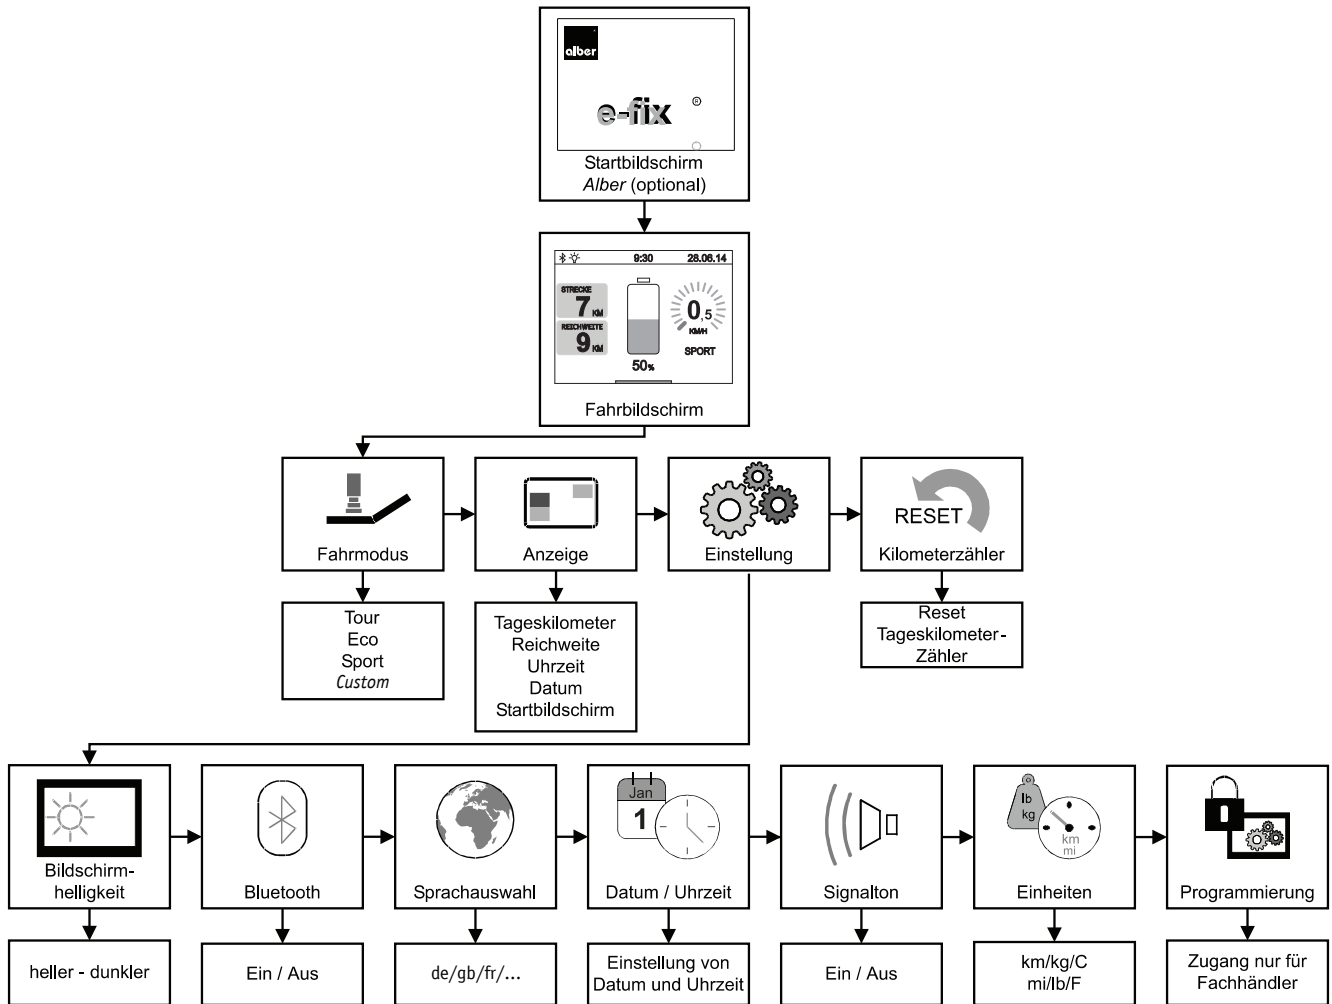 alber
e-fix ®
Startbildschirm
Alber (optional)
9:30 28.06.14
STRECKE
7 KM
REICHWEITE
9 KM
50%
0,5
KM/H
SPORT
Fahrbildschirm
Fahrmodus
Anzeige
Einstellung
RESET
Kilometerzähler
Tour
Eco
Sport
Custom
Tageskilometer
Reichweite
Uhrzeit
Datum
Startbildschirm
Reset
Tageskilometer-
Zähler
Bildschirm-
helligkeit
Bluetooth
Sprachauswahl
Jan
1
Datum / Uhrzeit
Signalton
lb
kg
km
mi
Einheiten
Programmierung
heller - dunkler
Ein / Aus
de/gb/fr/...
Einstellung von
Datum und Uhrzeit
Ein / Aus
km/kg/C
mi/lb/F
Zugang nur für
Fachhändler